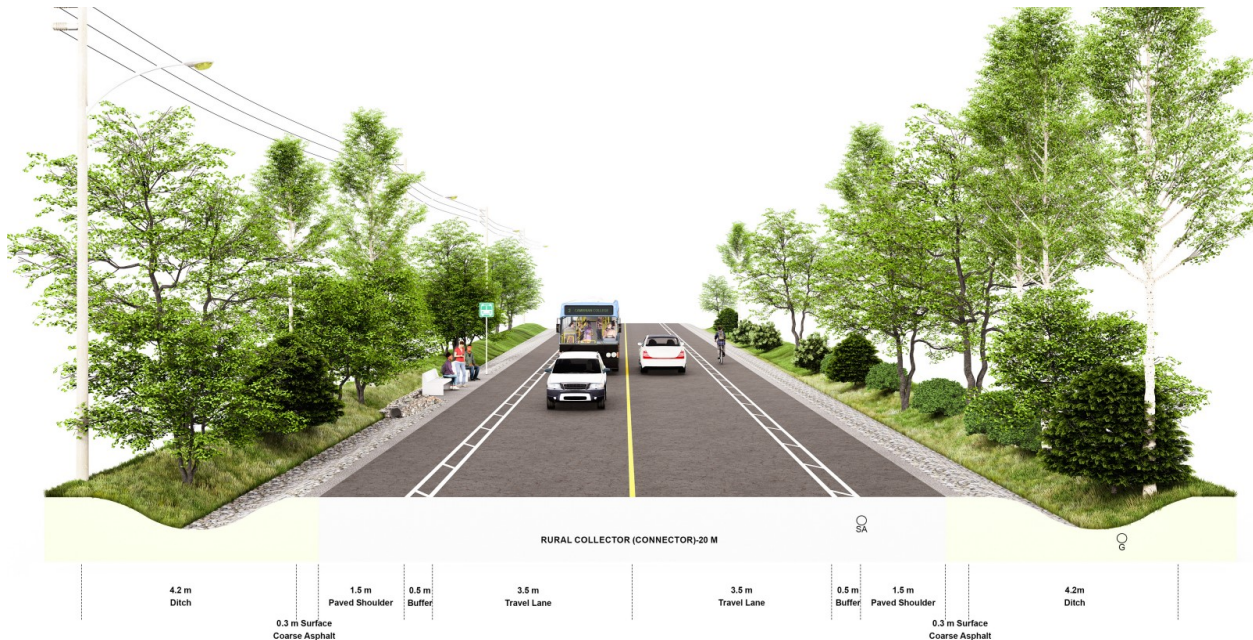 SA
RURAL COLLECTOR (CONNECTOR)-20 M
G
4.2 m
Ditch
0.3 m Surface
Coarse Asphalt
1.5 m
Paved Shoulder
0.5 m
Buffer
3.5 m
Travel Lane
3.5 m
Travel Lane
0.5 m
Buffer
1.5 m
Paved Shoulder
0.3 m Surface
Coarse Asphalt
4.2m
Ditch